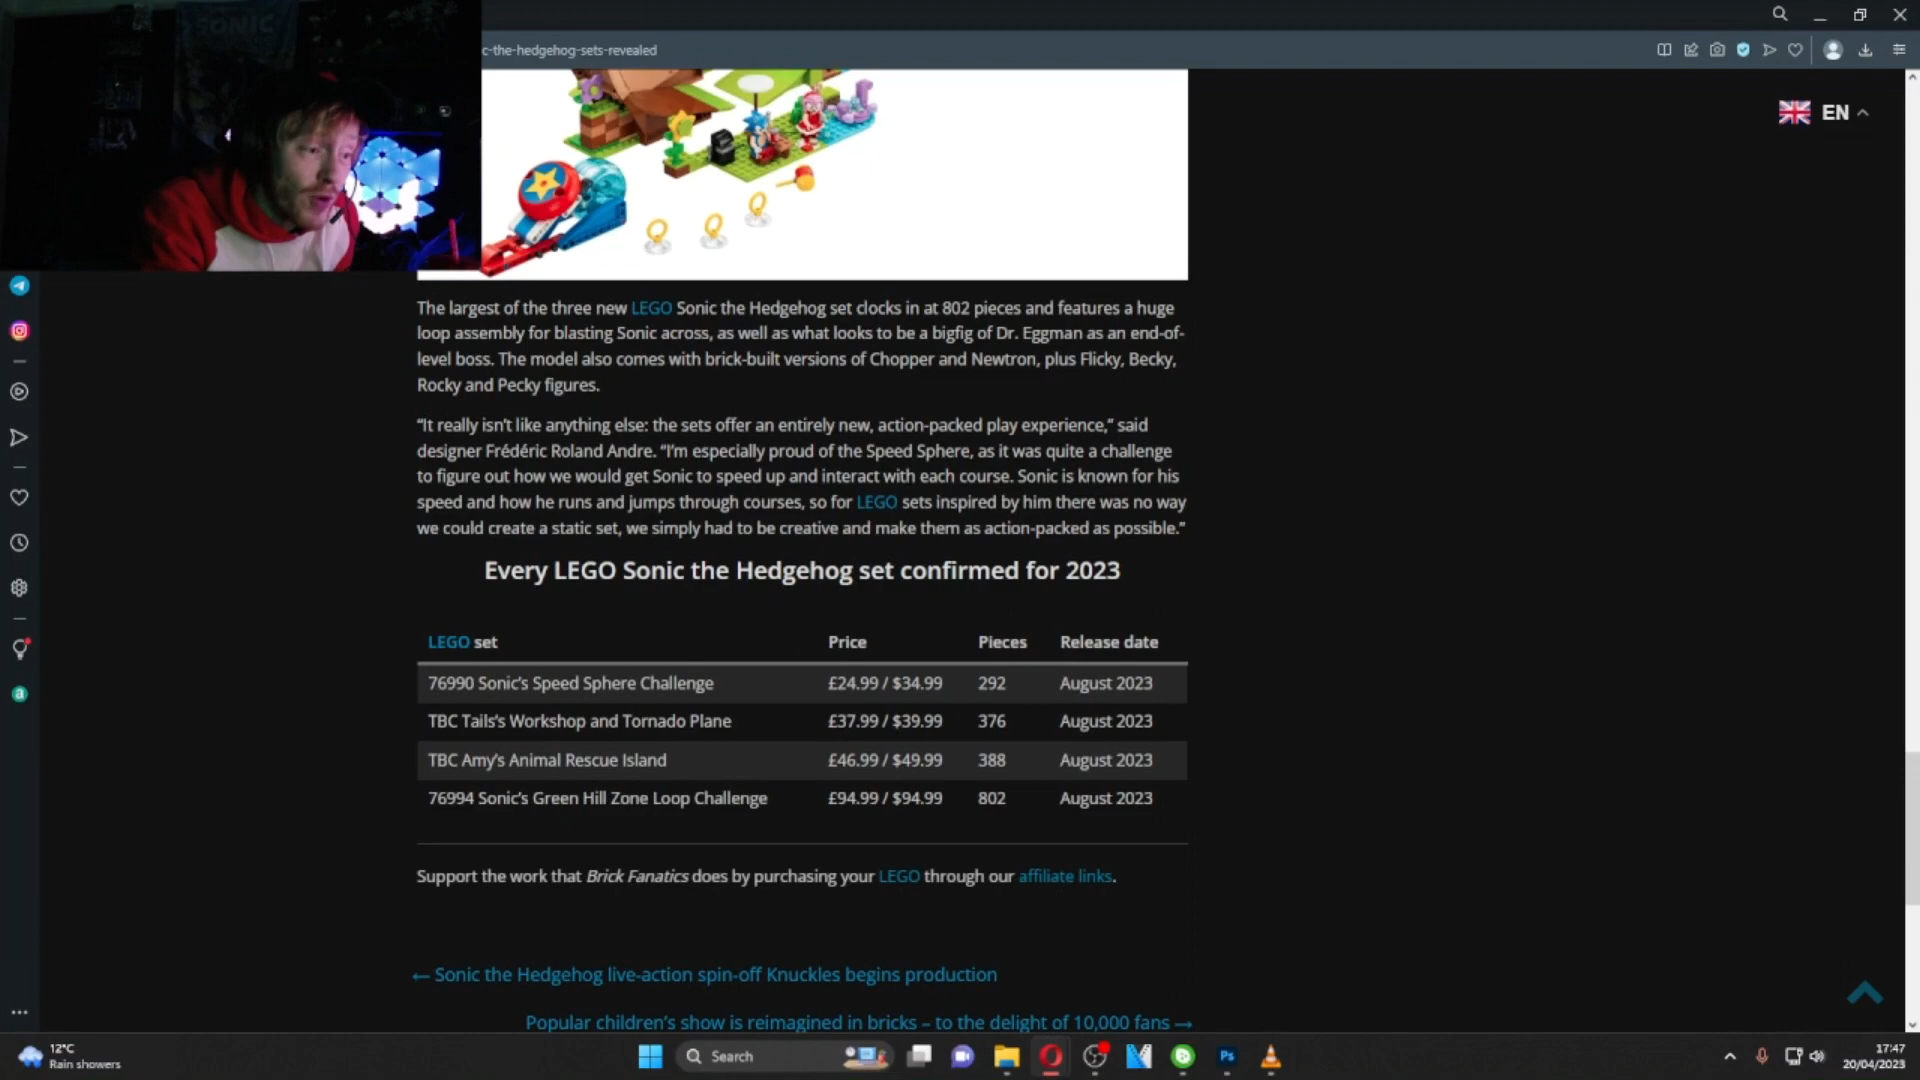 SONIC
c-the-hedgehog-sets-revealed
EN
The largest of the three new LEGO Sonic the Hedgehog set clocks in at 802 pieces and features a huge
loop assembly for blasting Sonic across, as well as what looks to be a bigfig of Dr. Eggman as an end-of-
level boss. The model also comes with brick-built versions of Chopper and Newtron, plus Flicky, Becky,
Rocky and Pecky figures.
“It really isn’t like anything else: the sets offer an entirely new, action-packed play experience,” said
designer Frédéric Roland Andre. “I’m especially proud of the Speed Sphere, as it was quite a challenge
to figure out how we would get Sonic to speed up and interact with each course. Sonic is known for his
speed and how he runs and jumps through courses, so for LEGO sets inspired by him there was no way
we could create a static set, we simply had to be creative and make them as action-packed as possible.”
Every LEGO Sonic the Hedgehog set confirmed for 2023
LEGO set Price Pieces Release date
76990 Sonic’s Speed Sphere Challenge £24.99 / $34.99 292 August 2023
TBC Tails’s Workshop and Tornado Plane £37.99 / $39.99 376 August 2023
TBC Amy’s Animal Rescue Island £46.99 / $49.99 388 August 2023
76994 Sonic’s Green Hill Zone Loop Challenge £94.99 / $94.99 802 August 2023
Support the work that Brick Fanatics does by purchasing your LEGO through our affiliate links.
← Sonic the Hedgehog live-action spin-off Knuckles begins production
Popular children’s show is reimagined in bricks – to the delight of 10,000 fans →
12°C
Rain showers
Search
Ps
17:47
20/04/2023